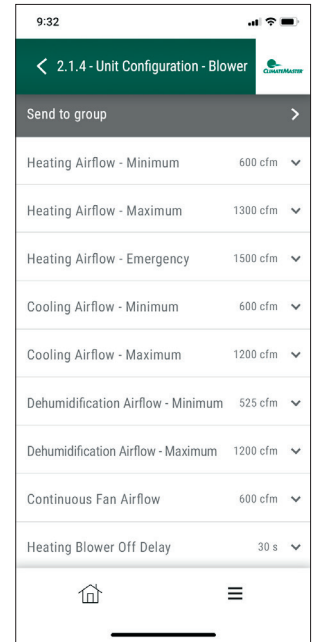 9:32
2.1.4 - Unit Configuration - Blower
CLIMATEMASTER
Send to group
Heating Airflow - Minimum 600 cfm
Heating Airflow - Maximum 1300 cfm
Heating Airflow - Emergency 1500 cfm
Cooling Airflow - Minimum 600 cfm
Cooling Airflow - Maximum 1200 cfm
Dehumidification Airflow - Minimum 525 cfm
Dehumidification Airflow - Maximum 1200 cfm
Continuous Fan Airflow 600 cfm
Heating Blower Off Delay 30 s